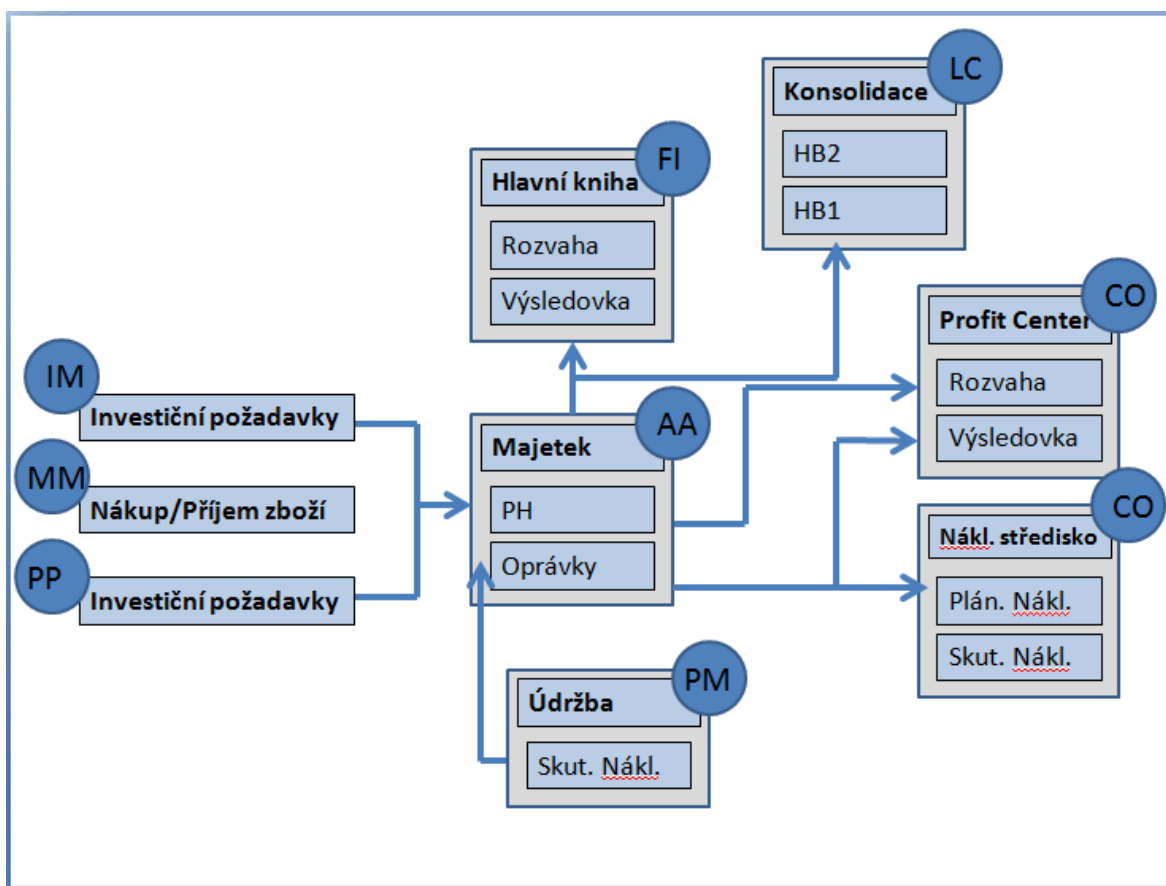 LC
Konsolidace
HB2
HB1
FI
Hlavní kniha
Rozvaha
Výsledovka
CO
Profit Center
Rozvaha
Výsledovka
IM
Investiční požadavky
MM
Nákup/Příjem zboží
PP
Investiční požadavky
AA
Majetek
PH
Oprávky
CO
Nákl. středisko
Plán. Nákl.
Skut. Nákl.
PM
Údržba
Skut. Nákl.